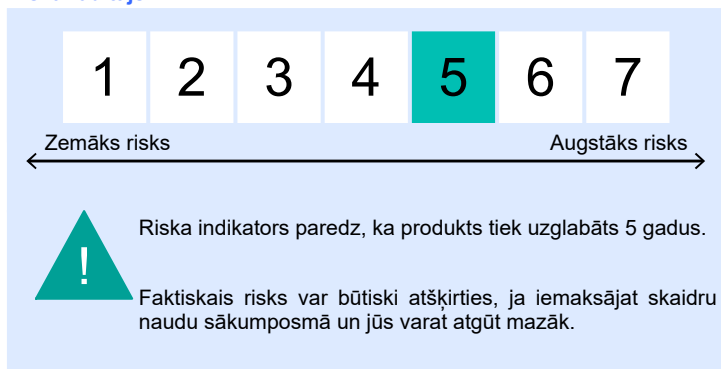 1 2 3 4 5 6 7
Zemāks risks Augstāks risks
!
Riska indikators paredz, ka produkts tiek uzglabāts 5 gadus.
Faktiskais risks var būtiski atšķirties, ja iemaksājat skaidru
naudu sākumposmā un jūs varat atgūt mazāk.